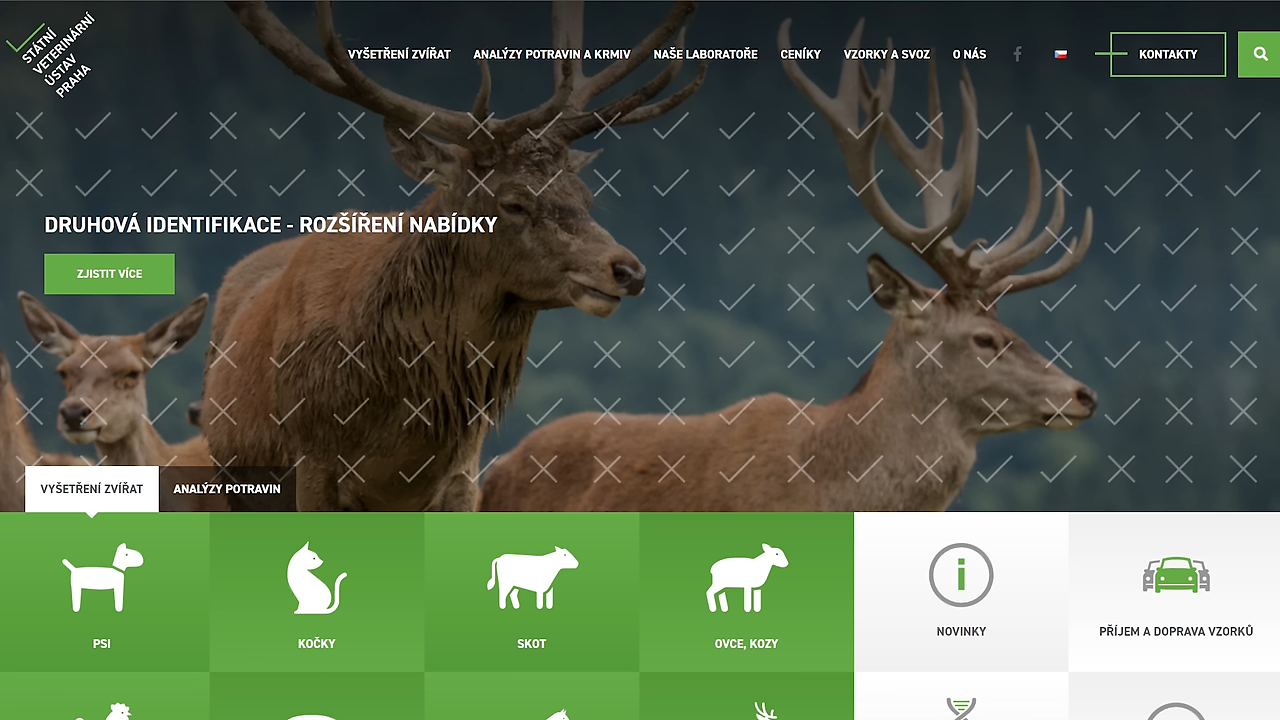 STÁTNÍ
VETERINÁRNÍ
ÚSTAV
PRAHA
VYŠETŘENÍ ZVÍŘAT
ANALÝZY POTRAVIN A KRMIV
NAŠE LABORATOŘE
CENÍKY
VZORKY A SVOZ
O NÁS
KONTAKTY
DRUHOVÁ IDENTIFIKACE - ROZŠÍŘENÍ NABÍDKY
ZJISTIT VÍCE
VYŠETŘENÍ ZVÍŘAT
ANALÝZY POTRAVIN
PSI
KOČKY
SKOT
OVCE, KOZY
NOVINKY
PŘÍJEM A DOPRAVA VZORKŮ